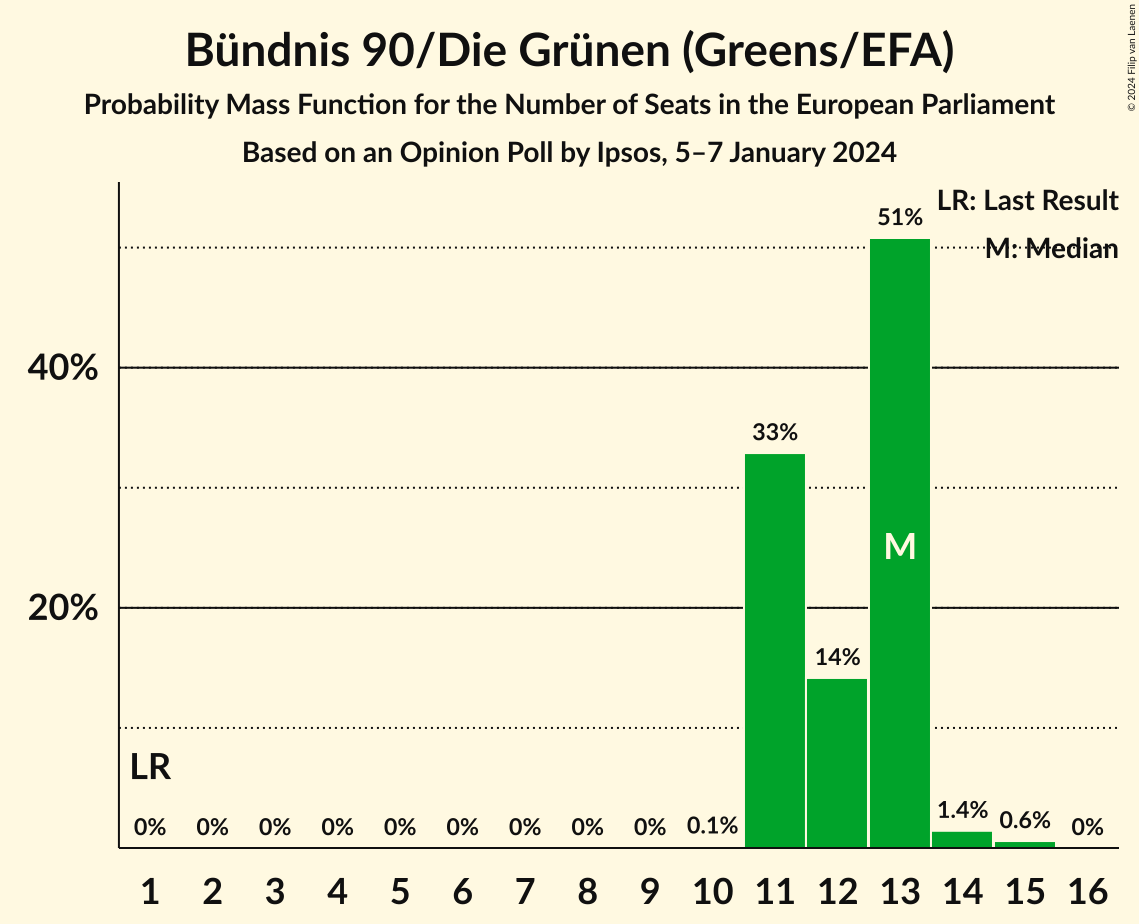 Bündnis 90/Die Grünen (Greens/EFA)
Probability Mass Function for the Number of Seats in the European Parliament
Based on an Opinion Poll by Ipsos, 5–7 January 2024
© 2024 Filip van Laenen
LR: Last Result
M: Median
40%
20%
51%
33%
M
14%
LR
0% 0% 0% 0% 0% 0% 0% 0% 0% 0.1% 1.4% 0.6% 0%
1 2 3 4 5 6 7 8 9 10 11 12 13 14 15 16